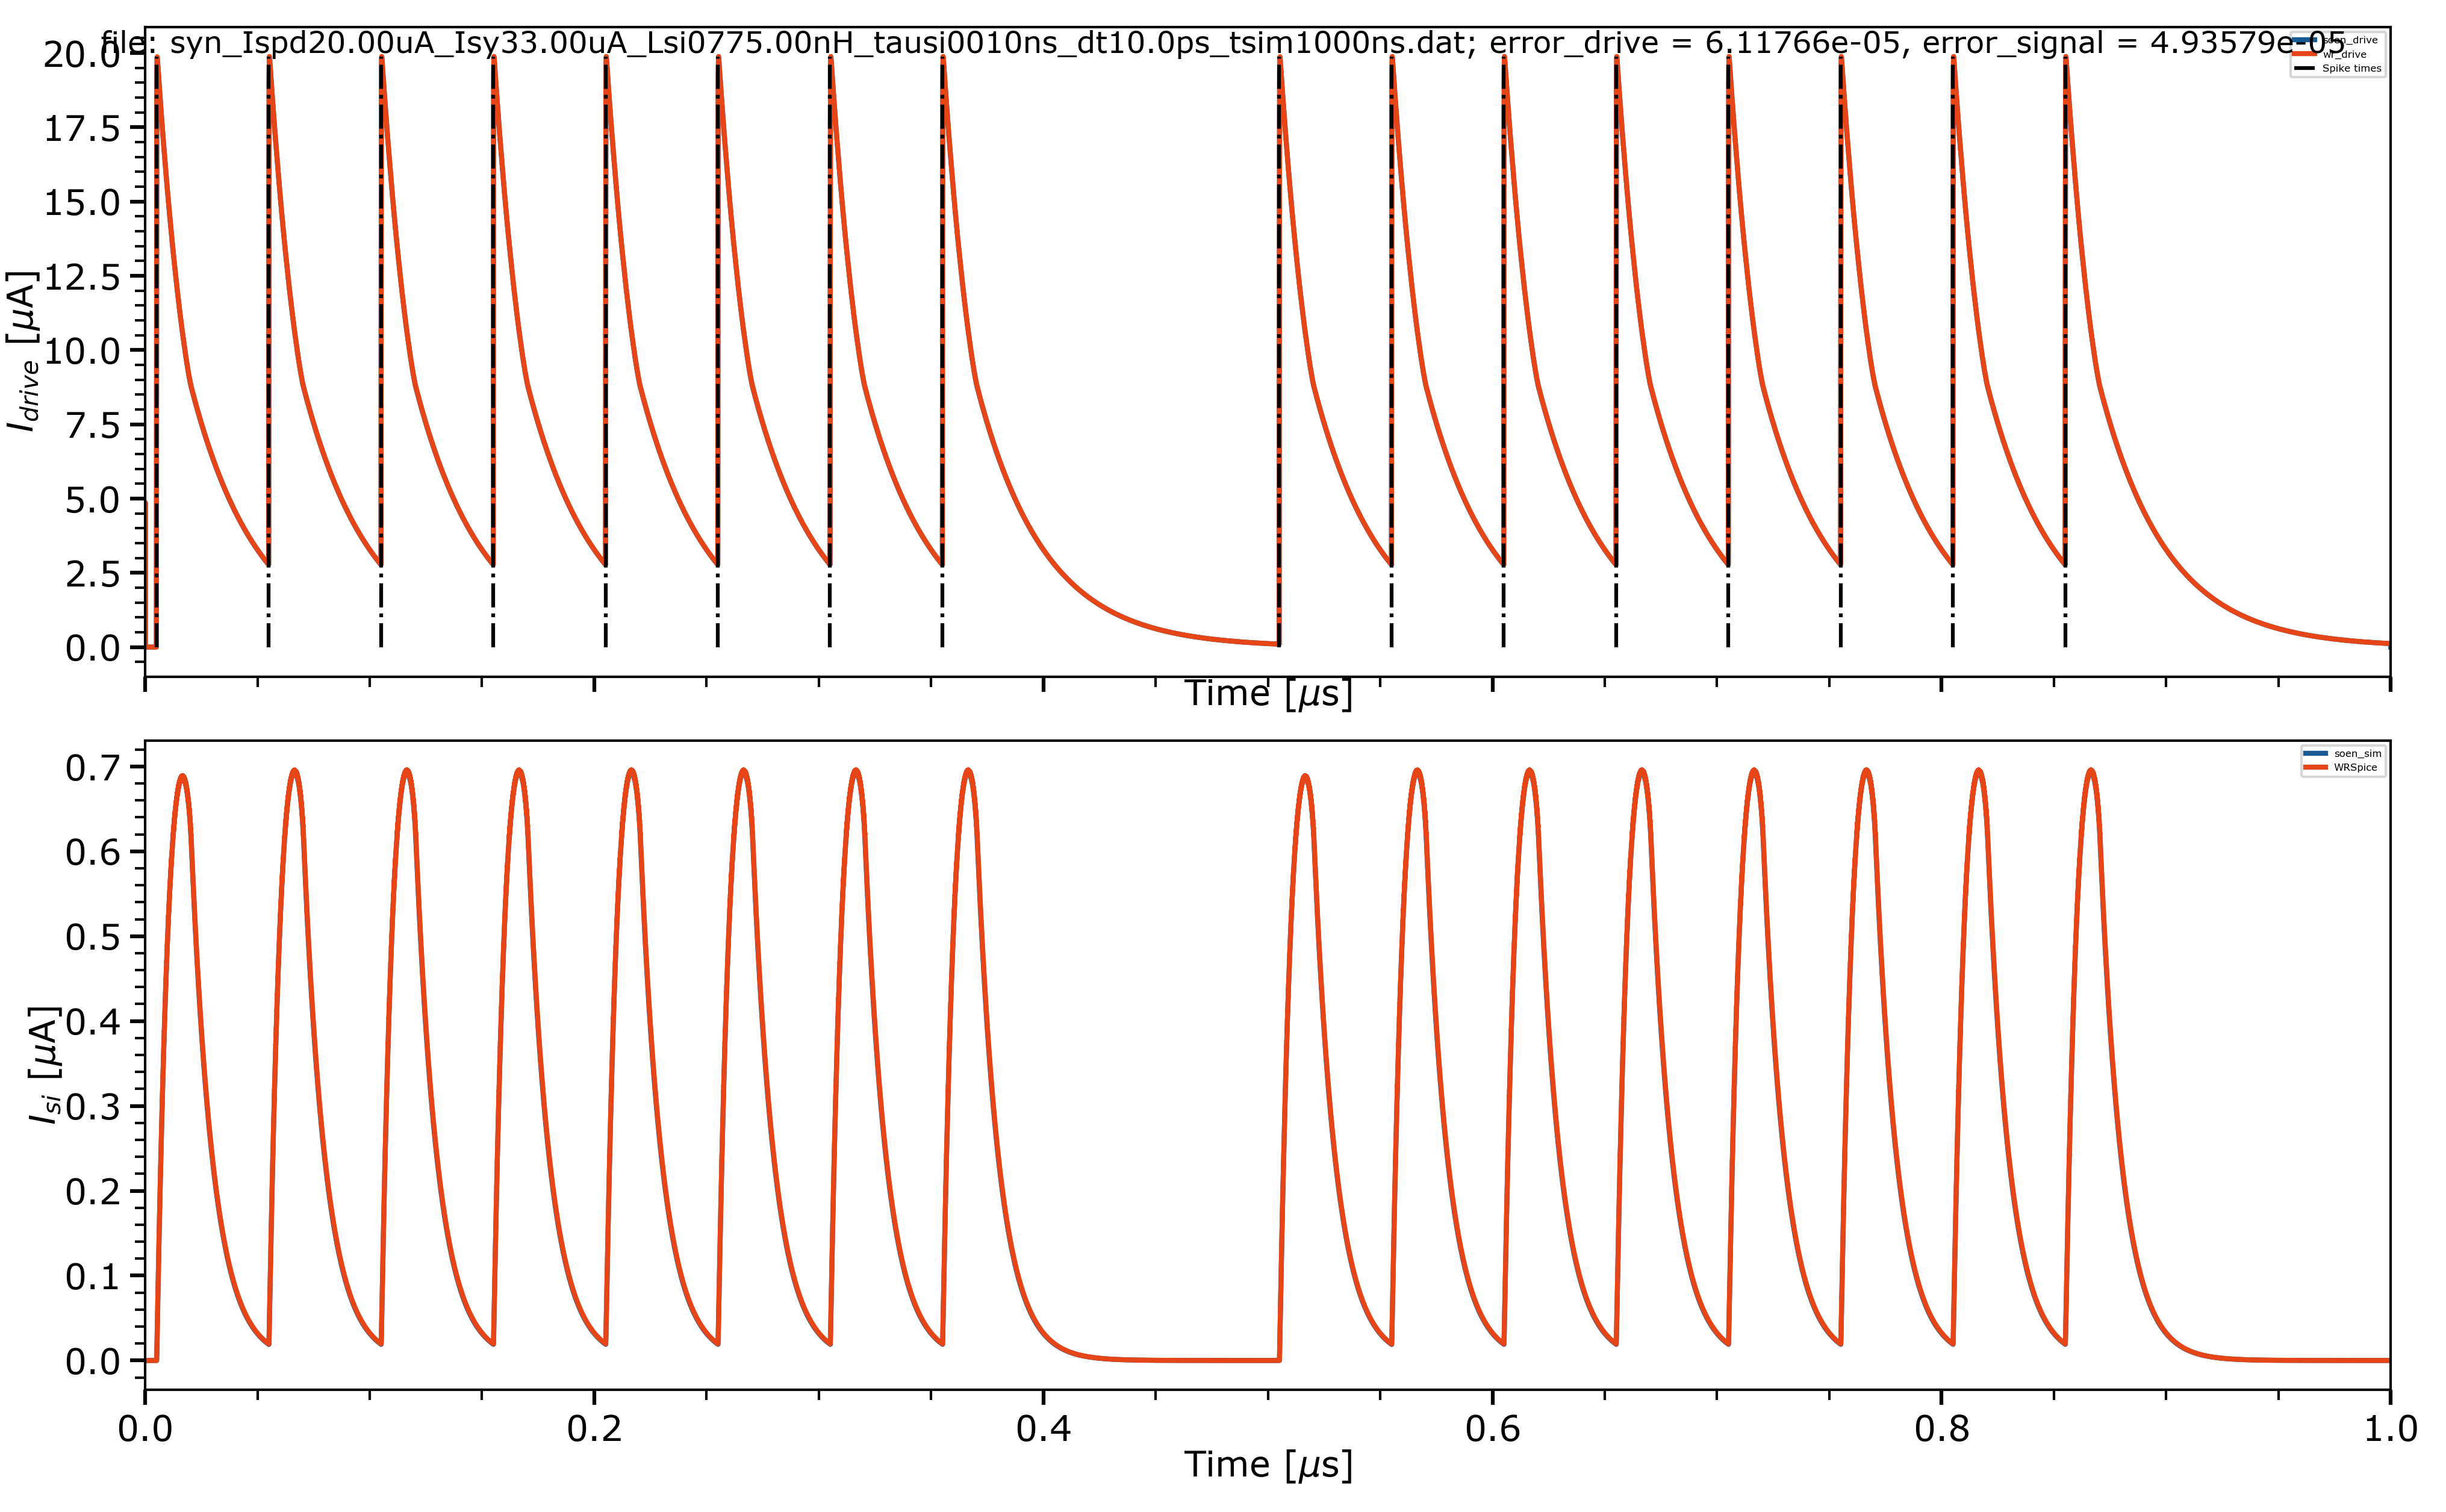 file: syn_Ispd20.00uA_Isy33.00uA_Lsi0775.00nH_tausi0010ns_dt10.0ps_tsim1000ns.dat; error_drive = 6.11766e-05, error_signal = 4.93579e-05
soen_drive
wr_drive
Spike times
20.0
17.5
15.0
12.5
10.0
7.5
5.0
2.5
0.0
I_drive [μA]
Time [μs]
soen_sim
WRSpice
0.7
0.6
0.5
0.4
0.3
0.2
0.1
0.0
I_si [μA]
0.0 0.2 0.4 0.6 0.8 1.0
Time [μs]